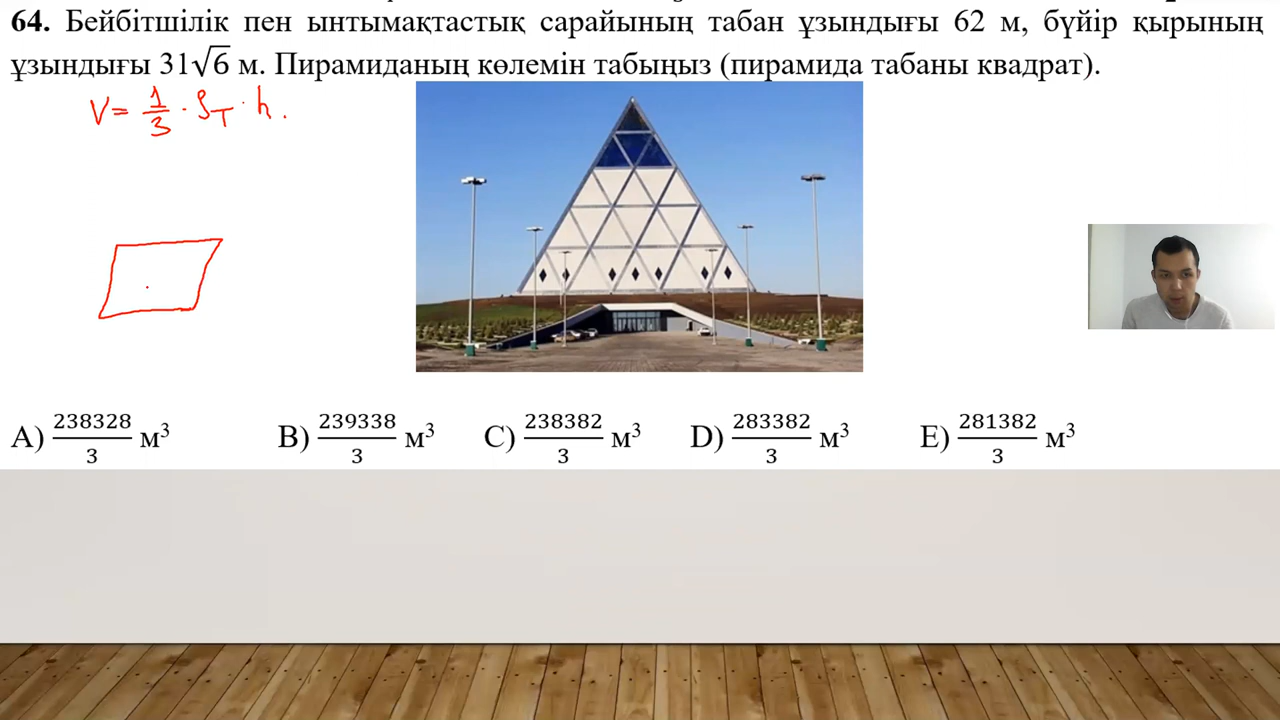 64. Бейбітшілік пен ынтымақтастық сарайының табан ұзындығы 62 м, бүйір қырының
ұзындығы 31√6 м. Пирамиданың көлемін табыңыз (пирамида табаны квадрат).
V = 1/3 · S_T · h.
A) 238328/3 м³ B) 239338/3 м³ C) 238382/3 м³ D) 283382/3 м³ E) 281382/3 м³